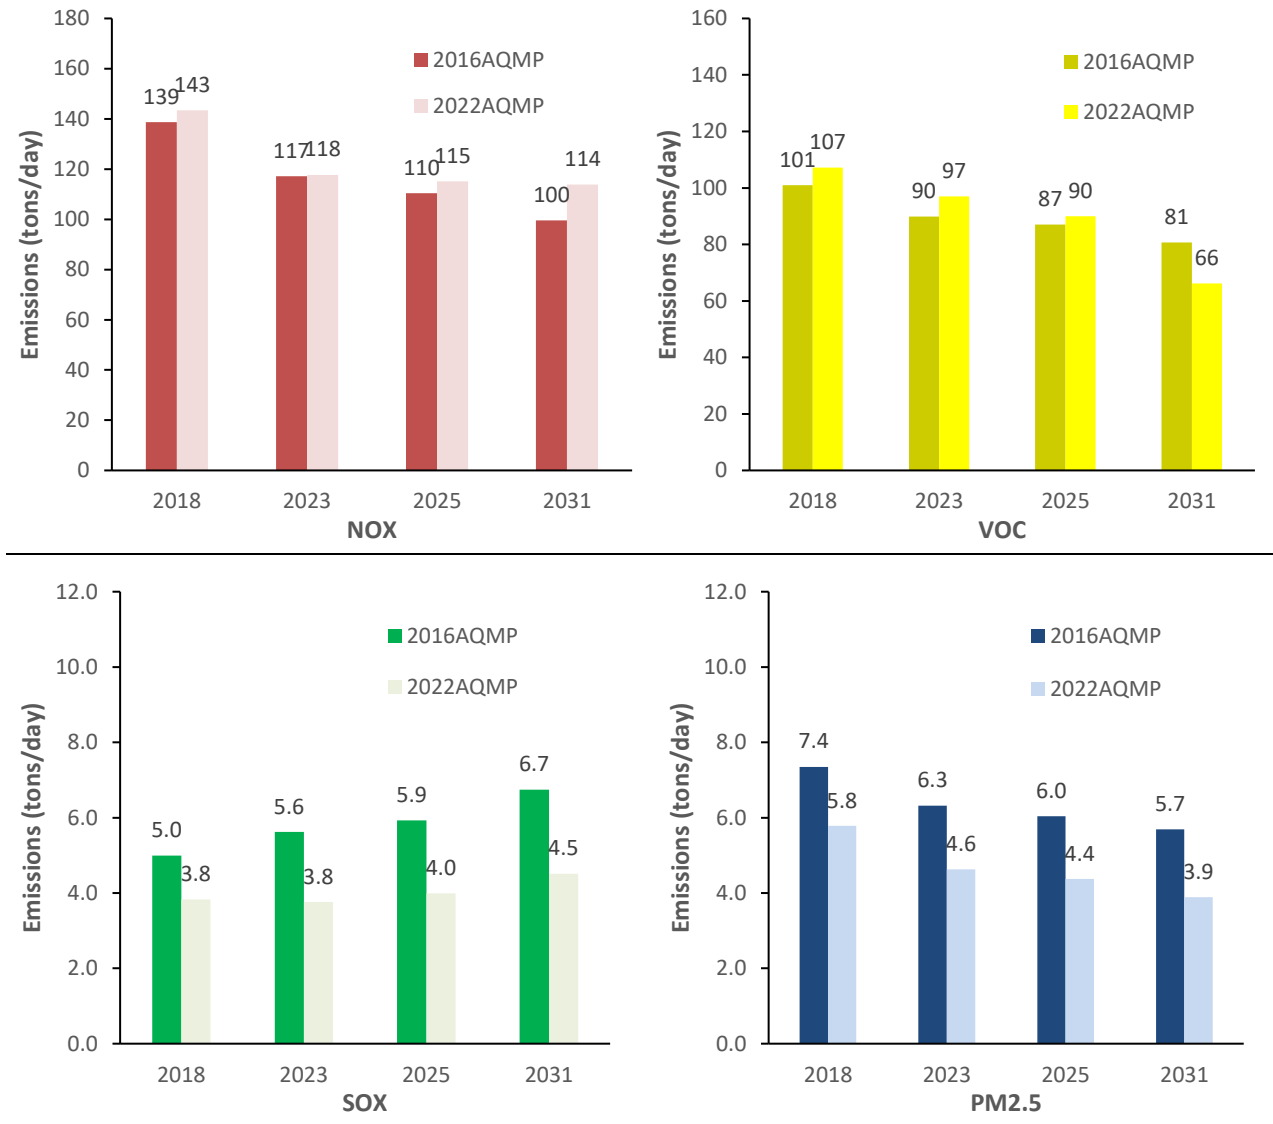 180
160
140
120
100
80
60
40
20
0
Emissions (tons/day)
2016AQMP
2022AQMP
139 143
117 118
110 115
100 114
2018 2023 2025 2031
NOX
160
140
120
100
80
60
40
20
0
Emissions (tons/day)
2016AQMP
2022AQMP
101 107
90 97
87 90
81 66
2018 2023 2025 2031
VOC
12.0
10.0
8.0
6.0
4.0
2.0
0.0
Emissions (tons/day)
2016AQMP
2022AQMP
5.0 3.8
5.6 3.8
5.9 4.0
6.7 4.5
2018 2023 2025 2031
SOX
12.0
10.0
8.0
6.0
4.0
2.0
0.0
Emissions (tons/day)
2016AQMP
2022AQMP
7.4 5.8
6.3 4.6
6.0 4.4
5.7 3.9
2018 2023 2025 2031
PM2.5